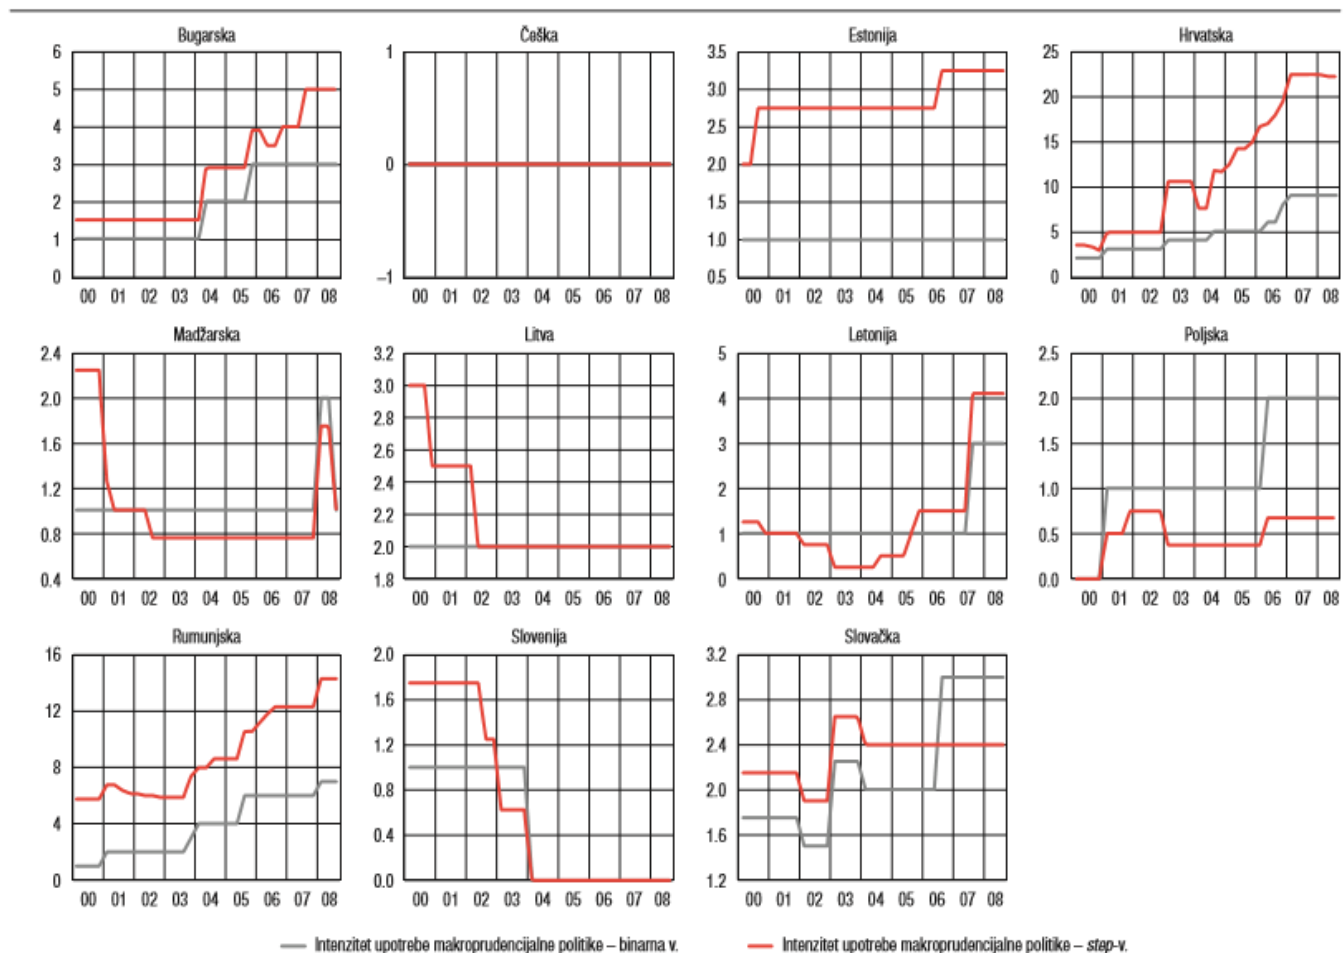 Bugarska
6
5
4
3
2
1
0
00 01 02 03 04 05 06 07 08
Češka
1
0
–1
00 01 02 03 04 05 06 07 08
Estonija
3.5
3.0
2.5
2.0
1.5
1.0
0.5
00 01 02 03 04 05 06 07 08
Hrvatska
25
20
15
10
5
0
00 01 02 03 04 05 06 07 08
Madžarska
2.4
2.0
1.6
1.2
0.8
0.4
00 01 02 03 04 05 06 07 08
Litva
3.2
3.0
2.8
2.6
2.4
2.2
2.0
1.8
00 01 02 03 04 05 06 07 08
Letonija
5
4
3
2
1
0
00 01 02 03 04 05 06 07 08
Poljska
2.5
2.0
1.5
1.0
0.5
0.0
00 01 02 03 04 05 06 07 08
Rumunjska
16
12
8
4
0
00 01 02 03 04 05 06 07 08
Slovenija
2.0
1.6
1.2
0.8
0.4
0.0
00 01 02 03 04 05 06 07 08
Slovačka
3.2
2.8
2.4
2.0
1.6
1.2
00 01 02 03 04 05 06 07 08
Intenzitet upotrebe makroprudencijalne politike – binarna v.
Intenzitet upotrebe makroprudencijalne politike – step-v.